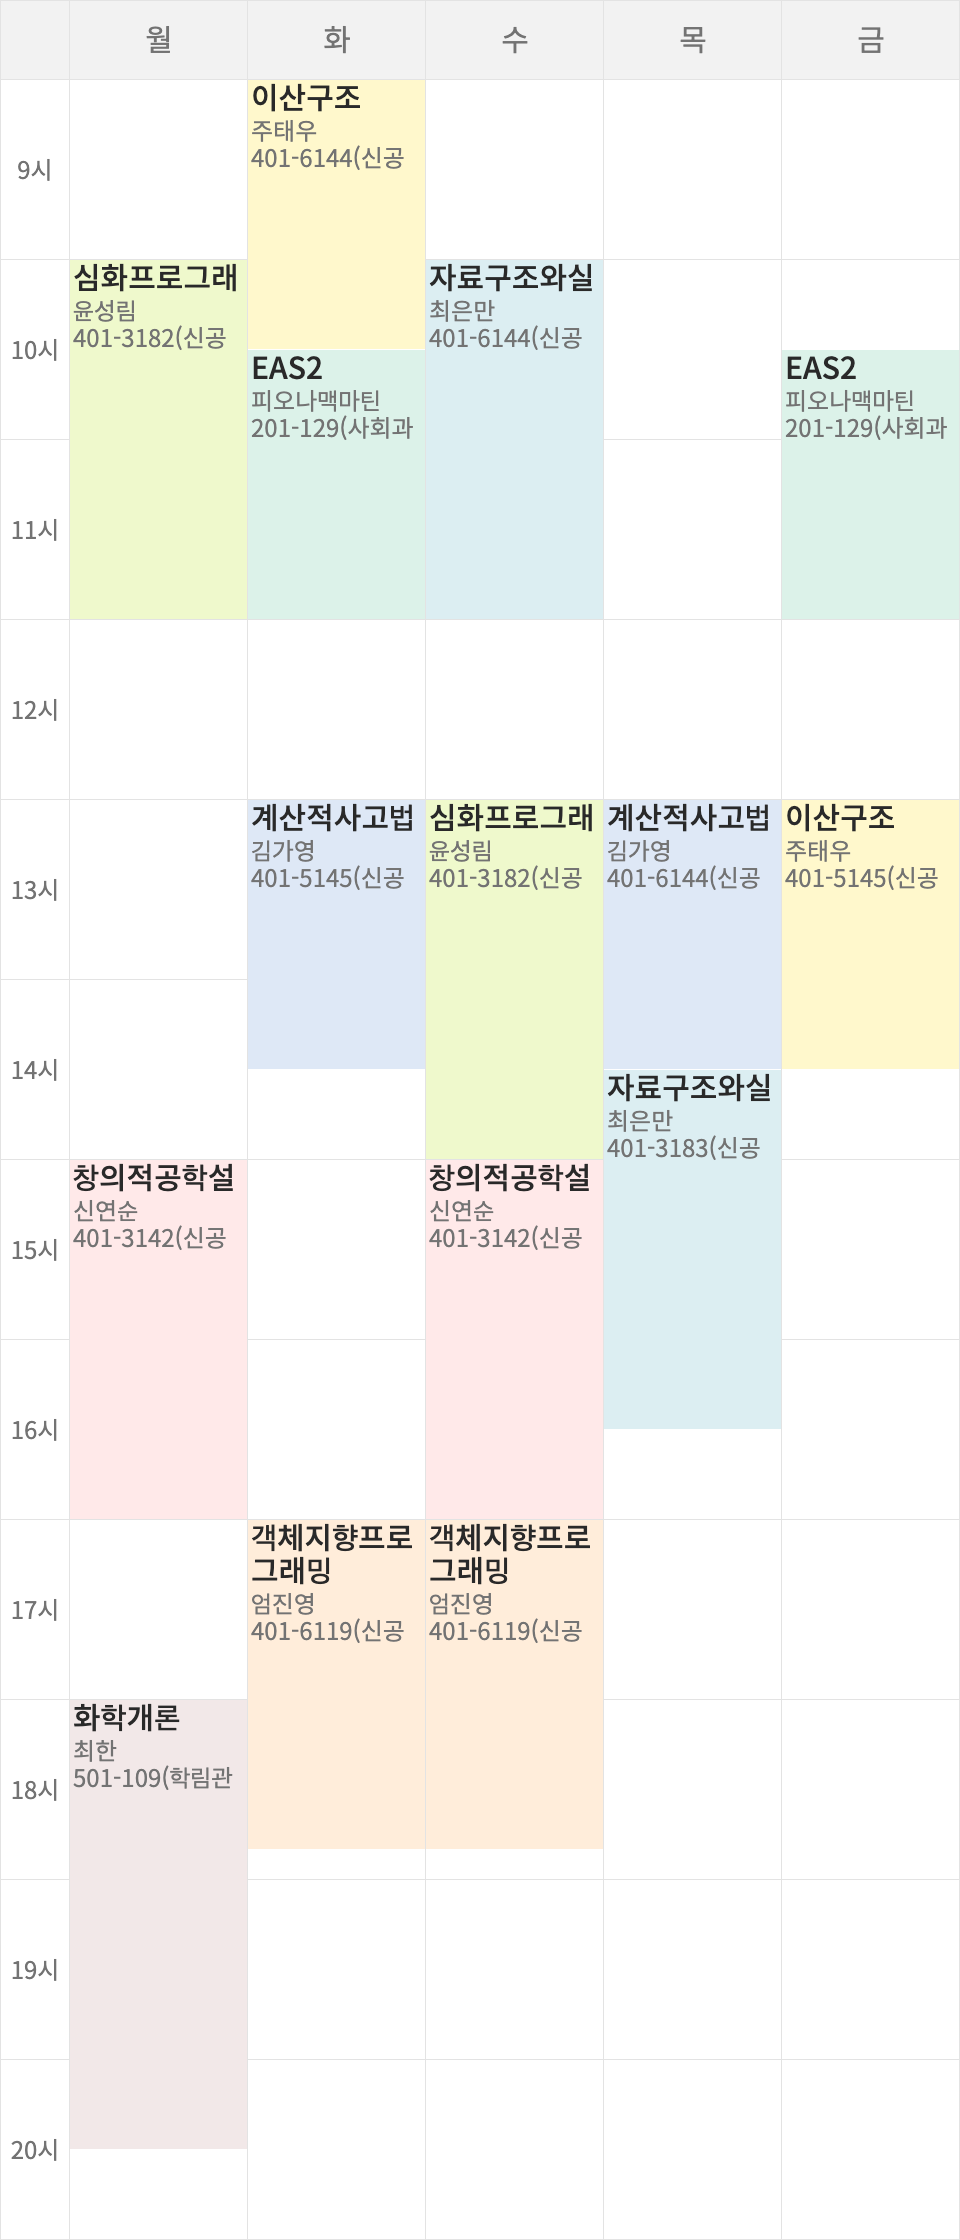 월
화
수
목
금
9시
이산구조
주태우
401-6144(신공
10시
심화프로그래
윤성림
401-3182(신공
자료구조와실
최은만
401-6144(신공
EAS2
피오나맥마틴
201-129(사회과
EAS2
피오나맥마틴
201-129(사회과
11시
12시
13시
계산적사고법
김가영
401-5145(신공
심화프로그래
윤성림
401-3182(신공
계산적사고법
김가영
401-6144(신공
이산구조
주태우
401-5145(신공
14시
자료구조와실
최은만
401-3183(신공
15시
창의적공학설
신연순
401-3142(신공
창의적공학설
신연순
401-3142(신공
16시
17시
객체지향프로
그래밍
엄진영
401-6119(신공
객체지향프로
그래밍
엄진영
401-6119(신공
18시
화학개론
최한
501-109(학림관
19시
20시